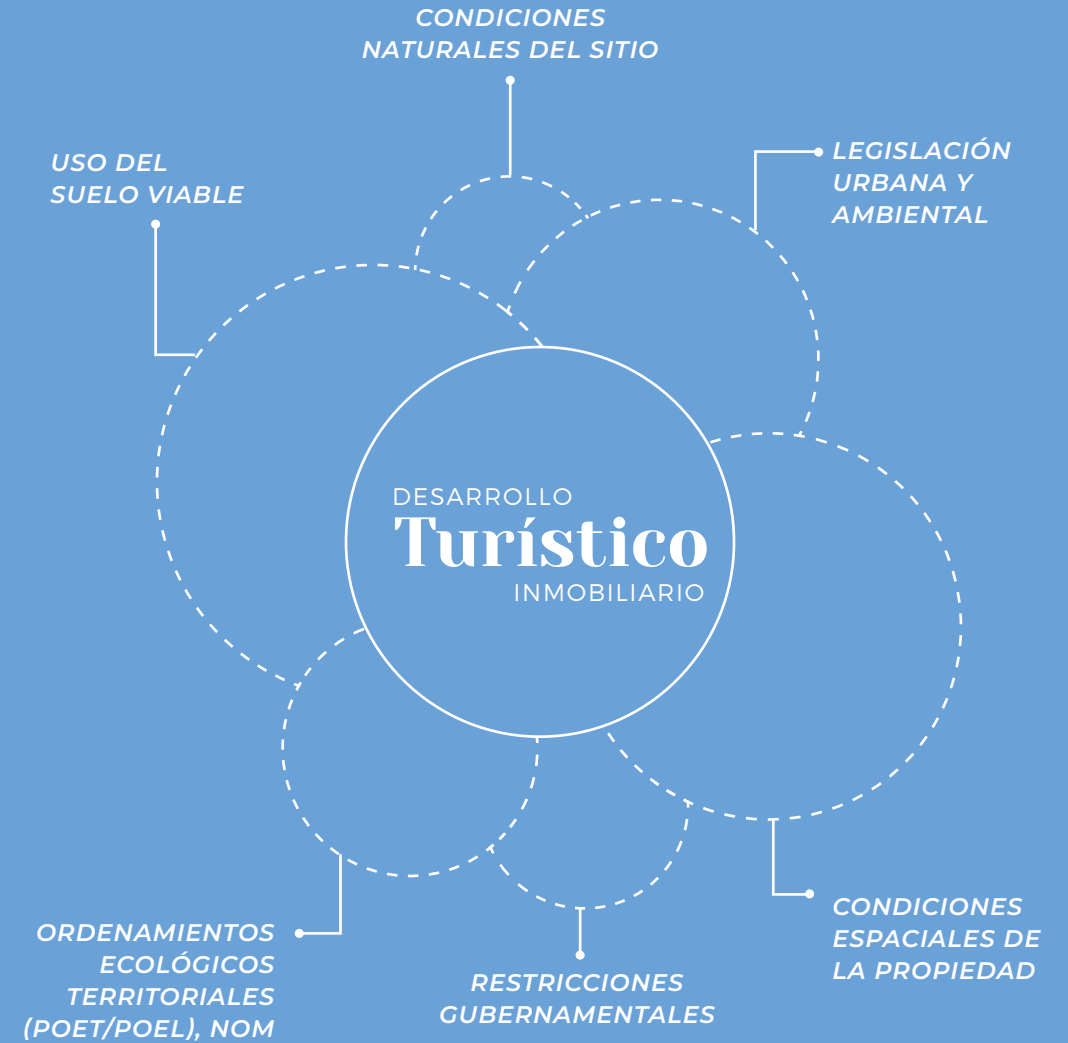 CONDICIONES
NATURALES DEL SITIO
USO DEL
SUELO VIABLE
LEGISLACIÓN
URBANA Y
AMBIENTAL
DESARROLLO
Turístico
INMOBILIARIO
ORDENAMIENTOS
ECOLÓGICOS
TERRITORIALES
(POET/POEL), NOM
RESTRICCIONES
GUBERNAMENTALES
CONDICIONES
ESPACIALES DE
LA PROPIEDAD